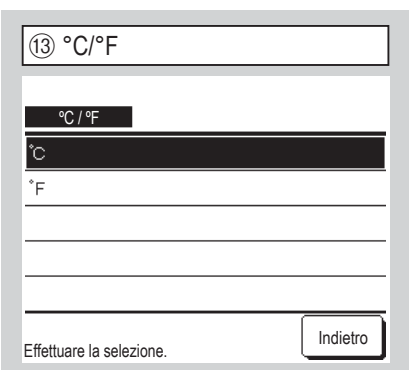 ⑬ °C/°F
°C / °F
°C
°F
Effettuare la selezione.
Indietro